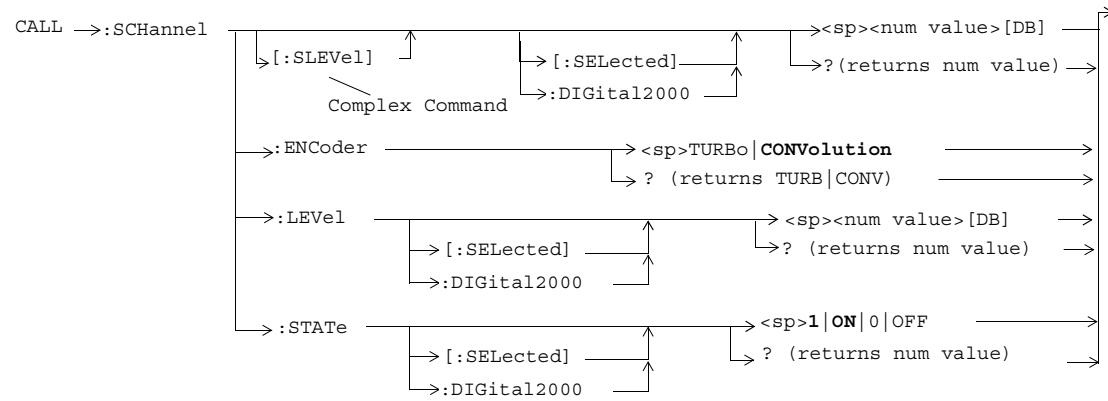 CALL :SCHannel <sp><num value>[DB]
[:SLEVel] [:SELected] ?(returns num value)
:DIGital2000
Complex Command
:ENCoder <sp>TURBo|CONVolution
? (returns TURB|CONV)
:LEVel <sp><num value>[DB]
[:SELected] ? (returns num value)
:DIGital2000
:STATe <sp>1|ON|0|OFF
[:SELected] ? (returns num value)
:DIGital2000